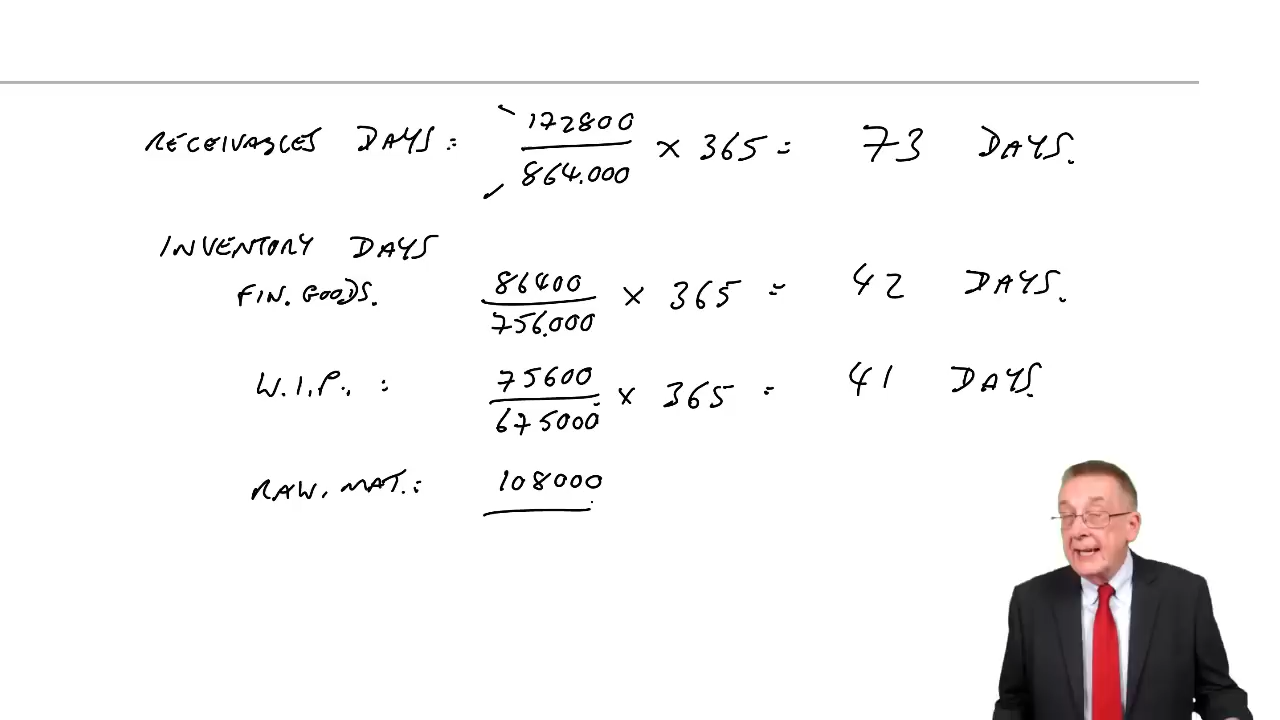 RECEIVABLES DAYS = 172800 / 864.000 × 365 = 73 DAYS.
INVENTORY DAYS
FIN. GOODS. 86400 / 756.000 × 365 = 42 DAYS.
W.I.P. : 75600 / 675000 × 365 = 41 DAYS.
RAW. MAT. : 108000